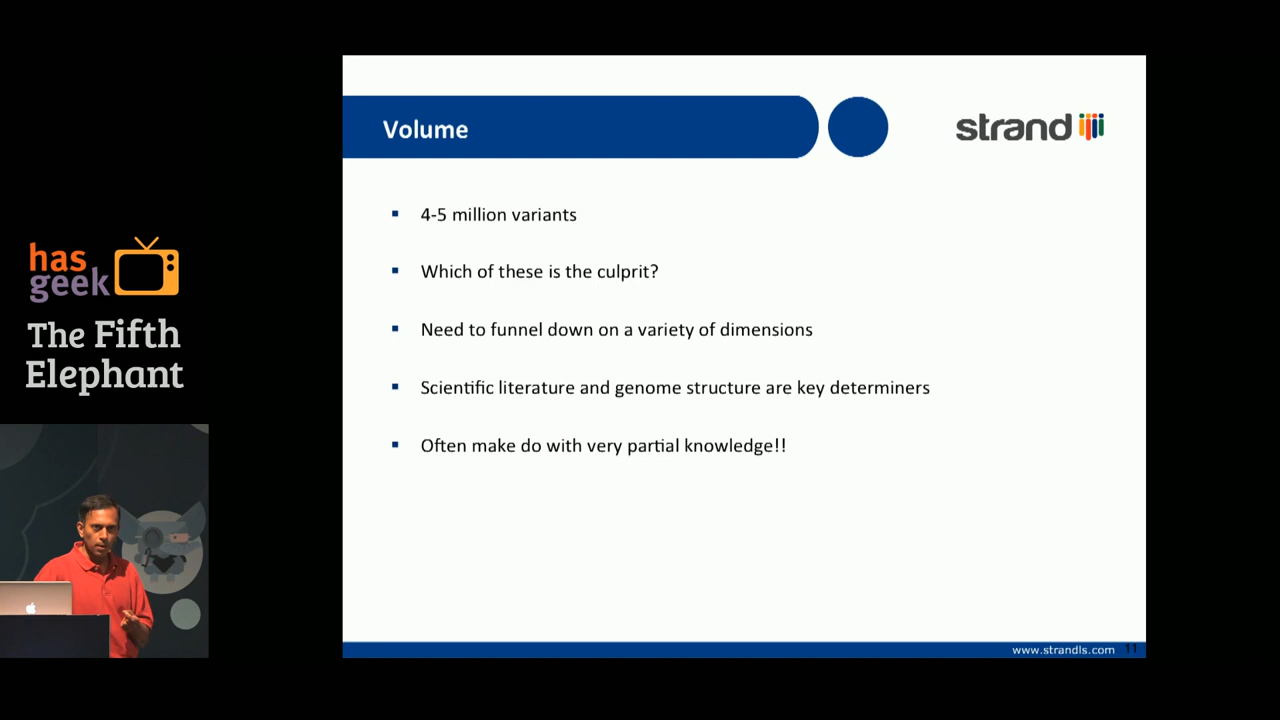 has
geek
The Fifth
Elephant
Volume
strand
4-5 million variants
Which of these is the culprit?
Need to funnel down on a variety of dimensions
Scientific literature and genome structure are key determiners
Often make do with very partial knowledge!!
www.strandls.com 11